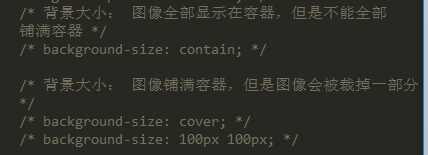 /* 背景大小： 图像全部显示在容器，但是不能全部
铺满容器 */
/* background-size: contain; */
/* 背景大小： 图像铺满容器，但是图像会被裁掉一部分
*/
/* background-size: cover; */
/* background-size: 100px 100px; */